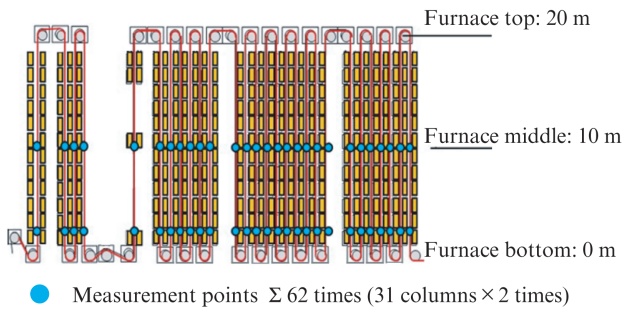 Furnace top: 20 m
Furnace middle: 10 m
Furnace bottom: 0 m
Measurement points Σ 62 times (31 columns × 2 times)